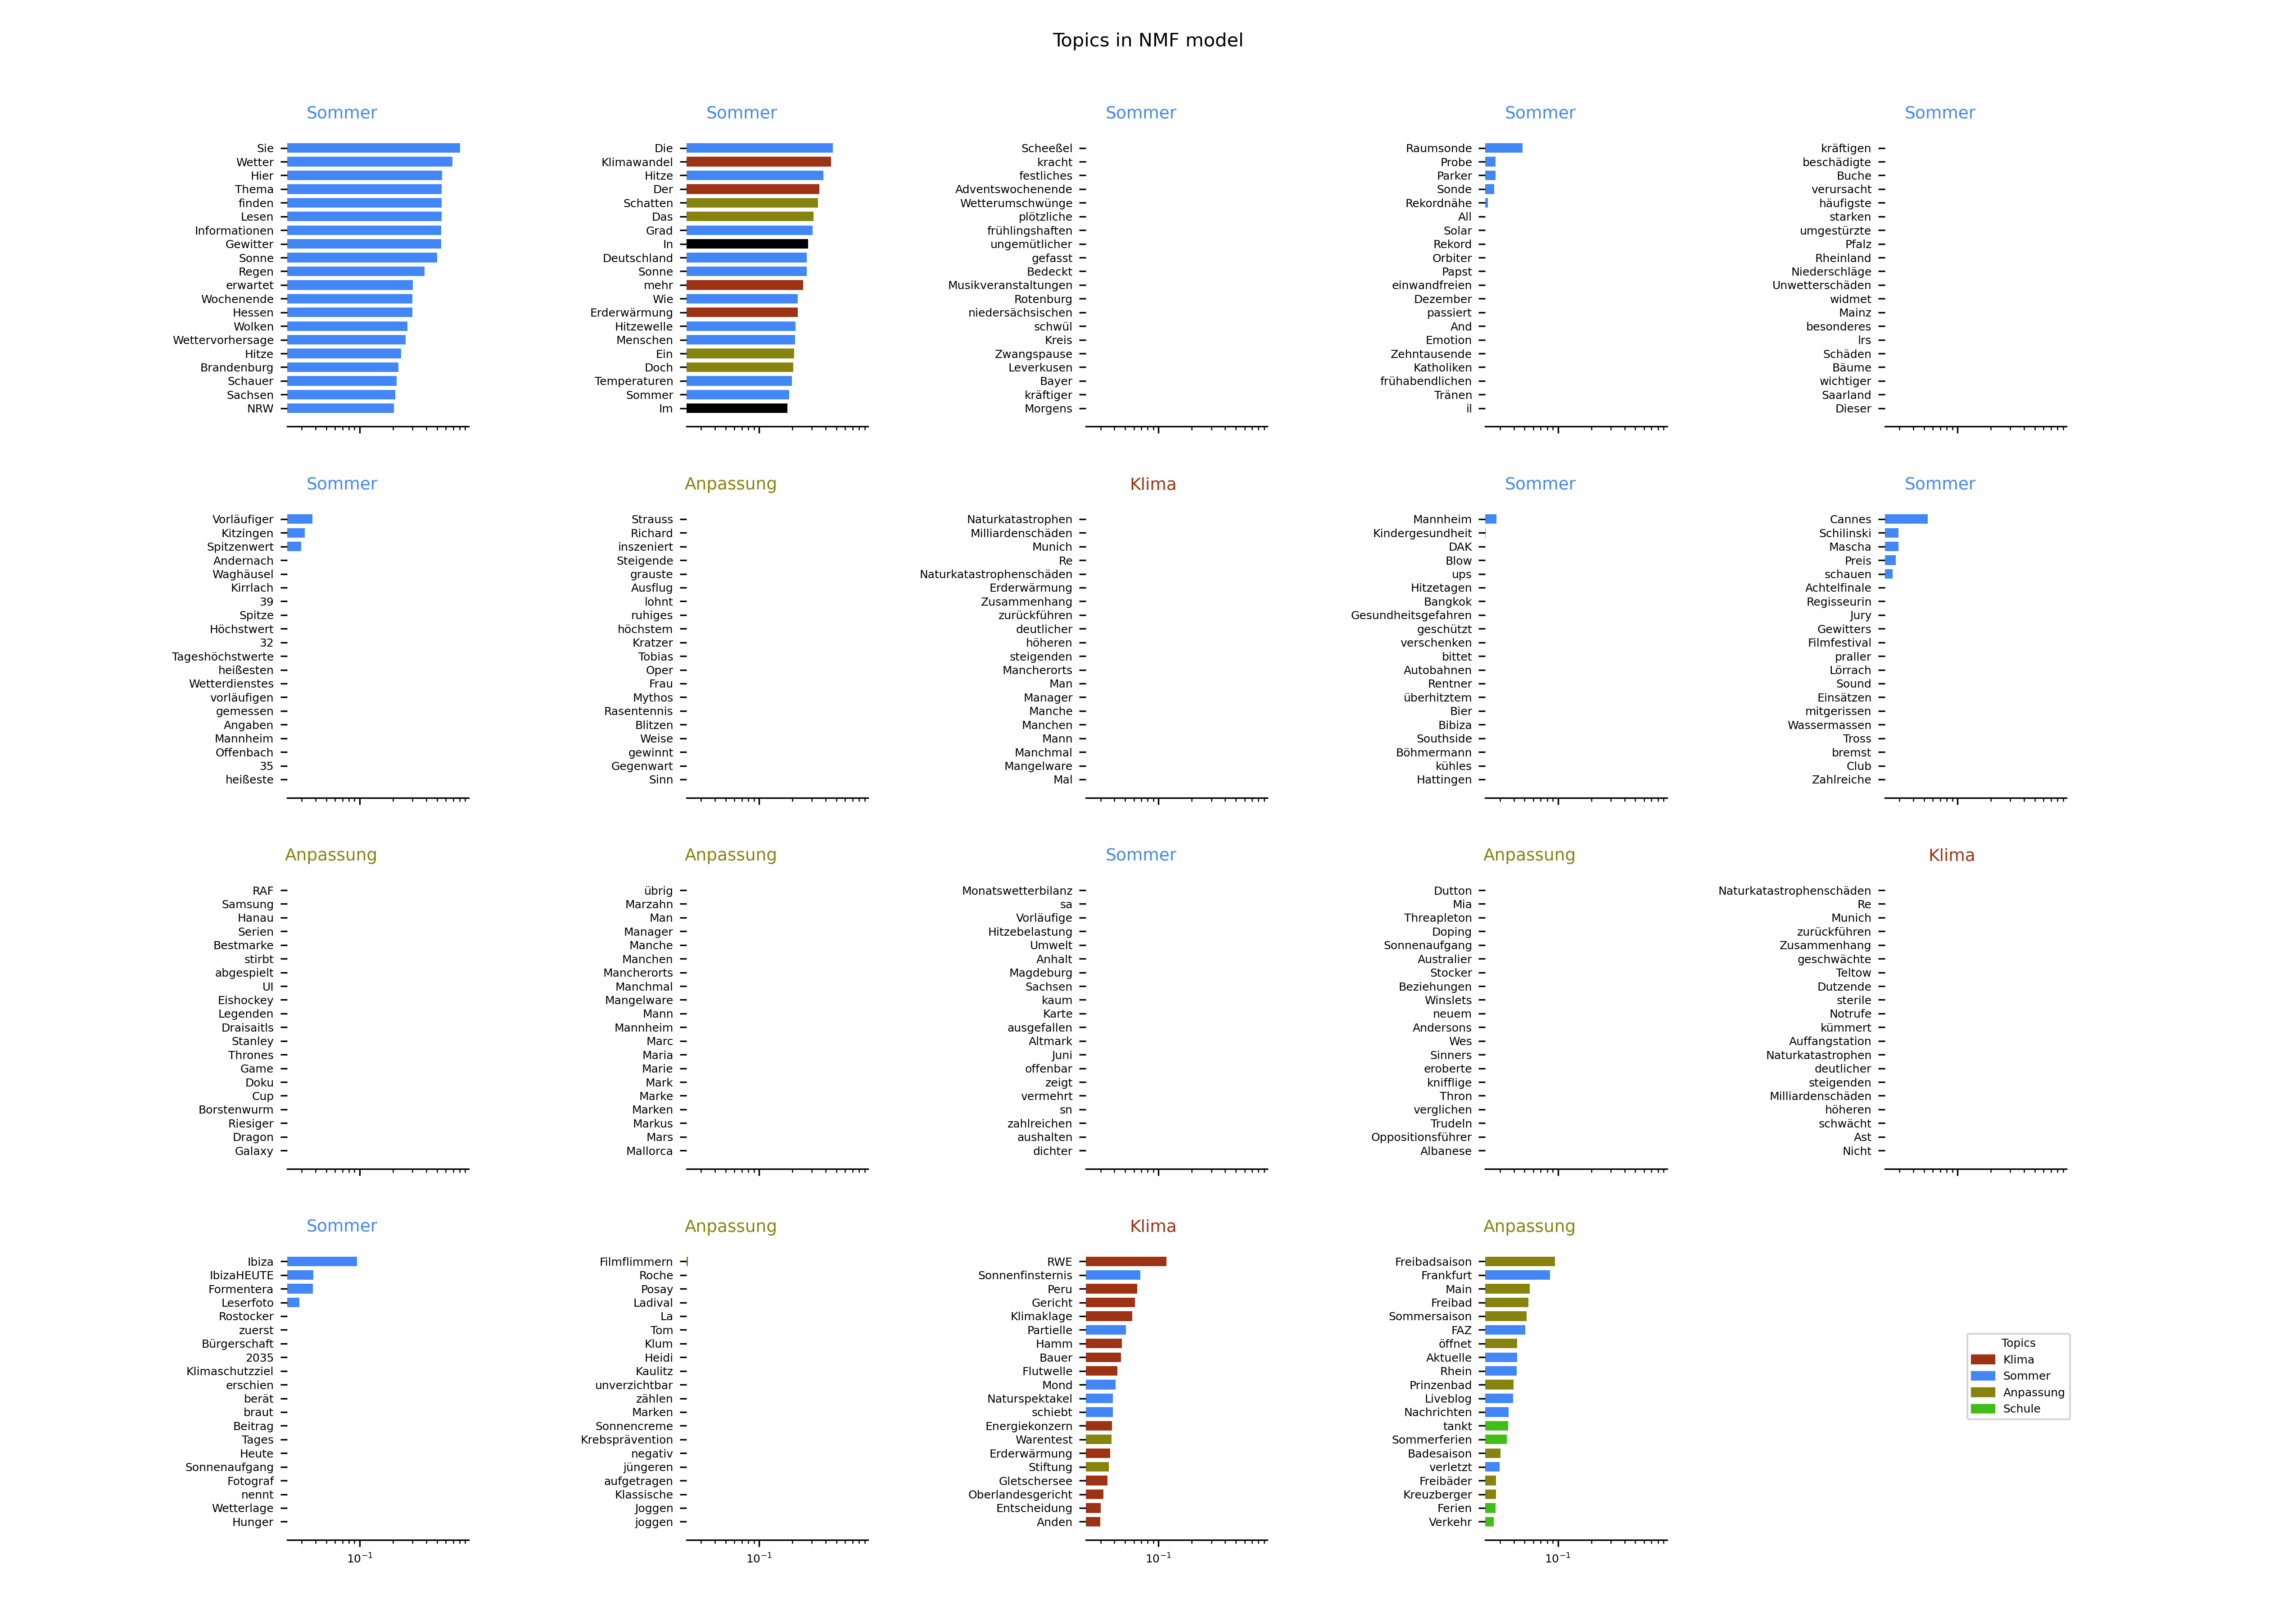 Topics in NMF model
Sommer
Sie
Wetter
Hier
Thema
finden
Lesen
Informationen
Gewitter
Sonne
Regen
erwartet
Wochenende
Hessen
Wolken
Wettervorhersage
Hitze
Brandenburg
Schauer
Sachsen
NRW
Sommer
Die
Klimawandel
Hitze
Der
Schatten
Das
Grad
In
Deutschland
Sonne
mehr
Wie
Erderwärmung
Hitzewelle
Menschen
Ein
Doch
Temperaturen
Sommer
Im
Sommer
Scheeßel
kracht
festliches
Adventswochenende
Wetterumschwünge
plötzliche
frühlingshaften
ungemütlicher
gefasst
Bedeckt
Musikveranstaltungen
Rotenburg
niedersächsischen
schwül
Kreis
Zwangspause
Leverkusen
Bayer
kräftiger
Morgens
Sommer
Raumsonde
Probe
Parker
Sonde
Rekordnähe
All
Solar
Rekord
Orbiter
Papst
einwandfreien
Dezember
passiert
And
Emotion
Zehntausende
Katholiken
frühabendlichen
Tränen
il
Sommer
kräftigen
beschädigte
Buche
verursacht
häufigste
starken
umgestürzte
Pfalz
Rheinland
Niederschläge
Unwetterschäden
widmet
Mainz
besonderes
lrs
Schäden
Bäume
wichtiger
Saarland
Dieser
Sommer
Vorläufiger
Kitzingen
Spitzenwert
Andernach
Waghäusel
Kirrlach
39
Spitze
Höchstwert
32
Tageshöchstwerte
heißesten
Wetterdienstes
vorläufigen
gemessen
Angaben
Mannheim
Offenbach
35
heißeste
Anpassung
Strauss
Richard
inszeniert
Steigende
grauste
Ausflug
lohnt
ruhiges
höchstem
Kratzer
Tobias
Oper
Frau
Mythos
Rasentennis
Blitzen
Weise
gewinnt
Gegenwart
Sinn
Klima
Naturkatastrophen
Milliardenschäden
Munich
Re
Naturkatastrophenschäden
Erderwärmung
Zusammenhang
zurückführen
deutlicher
höheren
steigenden
Mancherorts
Man
Manager
Manche
Manchen
Mann
Manchmal
Mangelware
Mal
Sommer
Mannheim
Kindergesundheit
DAK
Blow
ups
Hitzetagen
Bangkok
Gesundheitsgefahren
geschützt
verschenken
bittet
Autobahnen
Rentner
überhitztem
Bier
Bibiza
Southside
Böhmermann
kühles
Hattingen
Sommer
Cannes
Schilinski
Mascha
Preis
schauen
Achtelfinale
Regisseurin
Jury
Gewitters
Filmfestival
praller
Lörrach
Sound
Einsätzen
mitgerissen
Wassermassen
Tross
bremst
Club
Zahlreiche
Anpassung
RAF
Samsung
Hanau
Serien
Bestmarke
stirbt
abgespielt
UI
Eishockey
Legenden
Draisaitls
Stanley
Thrones
Game
Doku
Cup
Borstenwurm
Riesiger
Dragon
Galaxy
Anpassung
übrig
Marzahn
Man
Manager
Manche
Manchen
Mancherorts
Manchmal
Mangelware
Mann
Mannheim
Marc
Maria
Marie
Mark
Marke
Marken
Markus
Mars
Mallorca
Sommer
Monatswetterbilanz
sa
Vorläufige
Hitzebelastung
Umwelt
Anhalt
Magdeburg
Sachsen
kaum
Karte
ausgefallen
Altmark
Juni
offenbar
zeigt
vermehrt
sn
zahlreichen
aushalten
dichter
Anpassung
Dutton
Mia
Threapleton
Doping
Sonnenaufgang
Australier
Stocker
Beziehungen
Winslets
neuem
Andersons
Wes
Sinners
eroberte
knifflige
Thron
verglichen
Trudeln
Oppositionsführer
Albanese
Klima
Naturkatastrophenschäden
Re
Munich
zurückführen
Zusammenhang
geschwächte
Teltow
Dutzende
sterile
Notrufe
kümmert
Auffangstation
Naturkatastrophen
deutlicher
steigenden
Milliardenschäden
höheren
schwächt
Ast
Nicht
Sommer
Ibiza
IbizaHEUTE
Formentera
Leserfoto
Rostocker
zuerst
Bürgerschaft
2035
Klimaschutzziel
erschien
berät
braut
Beitrag
Tages
Heute
Sonnenaufgang
Fotograf
nennt
Wetterlage
Hunger
10⁻¹
Anpassung
Filmflimmern
Roche
Posay
Ladival
La
Tom
Klum
Heidi
Kaulitz
unverzichtbar
zählen
Marken
Sonnencreme
Krebsprävention
negativ
jüngeren
aufgetragen
Klassische
Joggen
joggen
10⁻¹
Klima
RWE
Sonnenfinsternis
Peru
Gericht
Klimaklage
Partielle
Hamm
Bauer
Flutwelle
Mond
Naturspektakel
schiebt
Energiekonzern
Warentest
Erderwärmung
Stiftung
Gletschersee
Oberlandesgericht
Entscheidung
Anden
10⁻¹
Anpassung
Freibadsaison
Frankfurt
Main
Freibad
Sommersaison
FAZ
öffnet
Aktuelle
Rhein
Prinzenbad
Liveblog
Nachrichten
tankt
Sommerferien
Badesaison
verletzt
Freibäder
Kreuzberger
Ferien
Verkehr
10⁻¹
Topics
Klima
Sommer
Anpassung
Schule